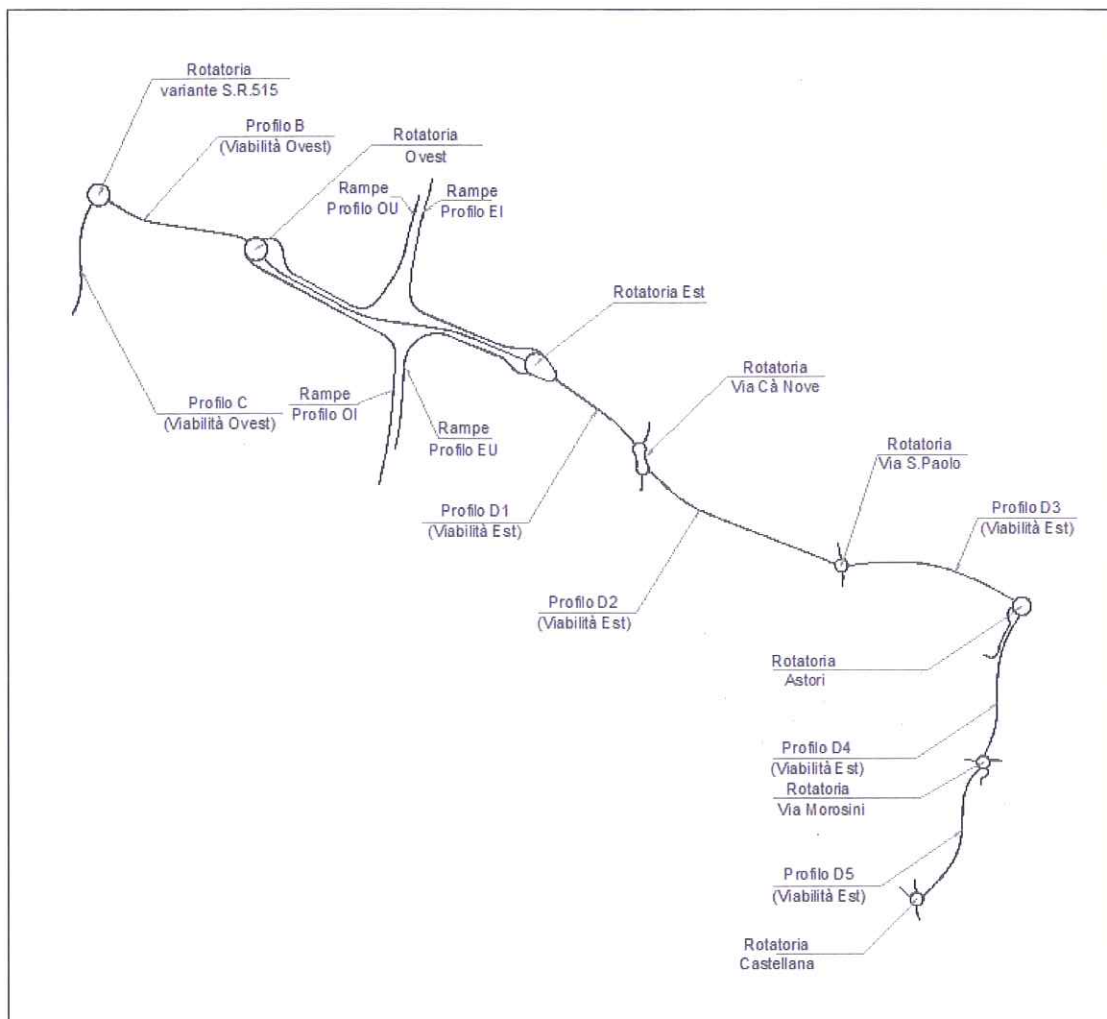 Rotatoria
variante S.R.515
Profilo B
(Viabilità Ovest)
Rotatoria
Ovest
Rampe
Profilo OU
Rampe
Profilo EI
Rotatoria Est
Rotatoria
Via Cà Nove
Profilo C
(Viabilità Ovest)
Rampe
Profilo OI
Rampe
Profilo EU
Rotatoria
Via S.Paolo
Profilo D1
(Viabilità Est)
Profilo D3
(Viabilità Est)
Profilo D2
(Viabilità Est)
Rotatoria
Astori
Profilo D4
(Viabilità Est)
Rotatoria
Via Morosini
Profilo D5
(Viabilità Est)
Rotatoria
Castellana